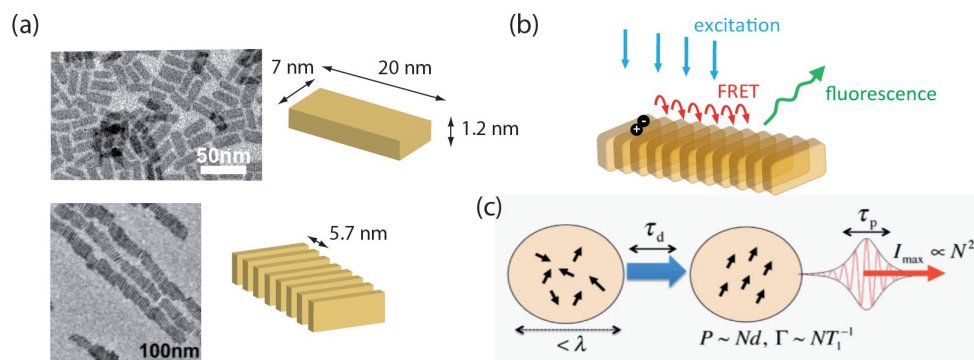 (a)
7 nm
20 nm
1.2 nm
50nm
5.7 nm
100nm
(b)
excitation
FRET
fluorescence
- +
(c)
τd
< λ
τp
Imax ∝ N²
P ~ Nd, Γ ~ NT₁⁻¹